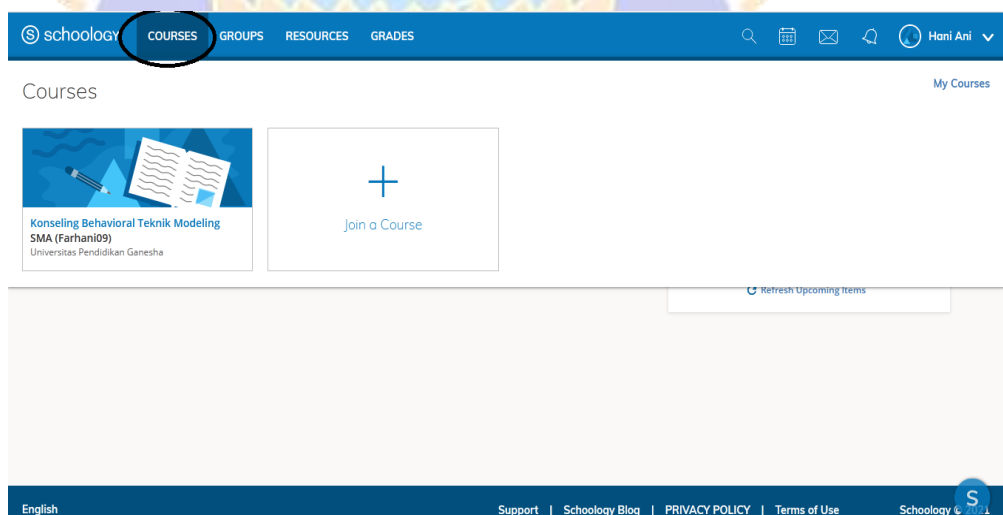 schoology COURSES GROUPS RESOURCES GRADES Hani Ani
Courses
My Courses
Konseling Behavioral Teknik Modeling
SMA (Farhani09)
Universitas Pendidikan Ganesha
Join a Course
Refresh Upcoming Items
English Support | Schoology Blog | PRIVACY POLICY | Terms of Use Schoology © 2021
S